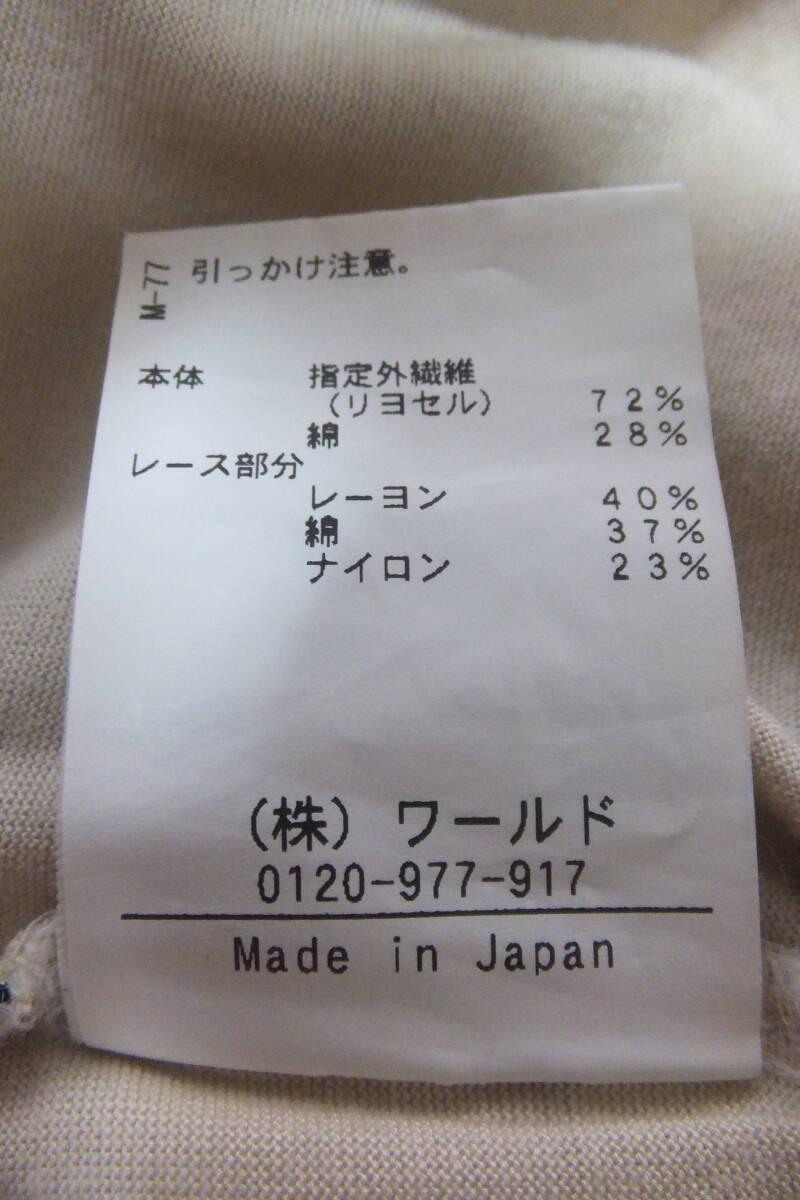 M-77
引っかけ注意。
本体 指定外繊維
(リヨセル) 72%
綿 28%
レース部分
レーヨン 40%
綿 37%
ナイロン 23%
(株) ワールド
0120-977-917
Made in Japan